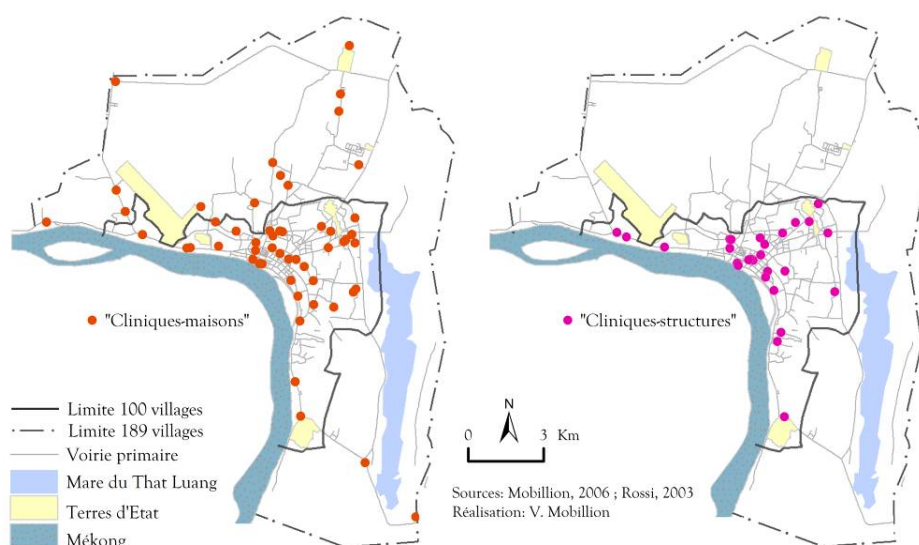 "Cliniques-maisons"
"Cliniques-structures"
Limite 100 villages
Limite 189 villages
Voirie primaire
Mare du That Luang
Terres d'Etat
Mékong
N
0 3 Km
Sources: Mobillion, 2006 ; Rossi, 2003
Réalisation: V. Mobillion